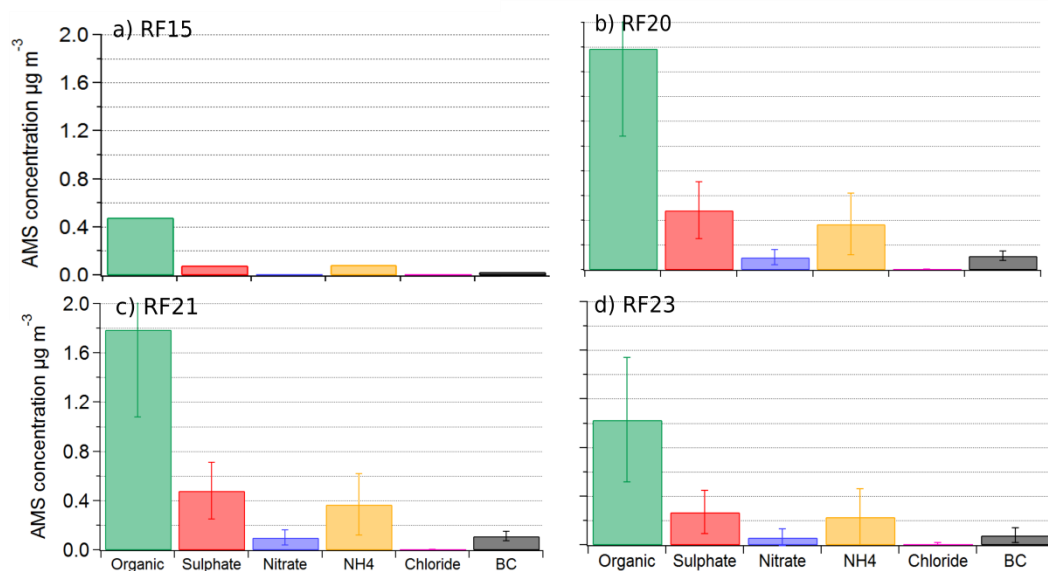 a) RF15
b) RF20
AMS concentration µg m⁻³
2.0
1.6
1.2
0.8
0.4
0.0
c) RF21
d) RF23
AMS concentration µg m⁻³
2.0
1.6
1.2
0.8
0.4
0.0
Organic Sulphate Nitrate NH4 Chloride BC
Organic Sulphate Nitrate NH4 Chloride BC